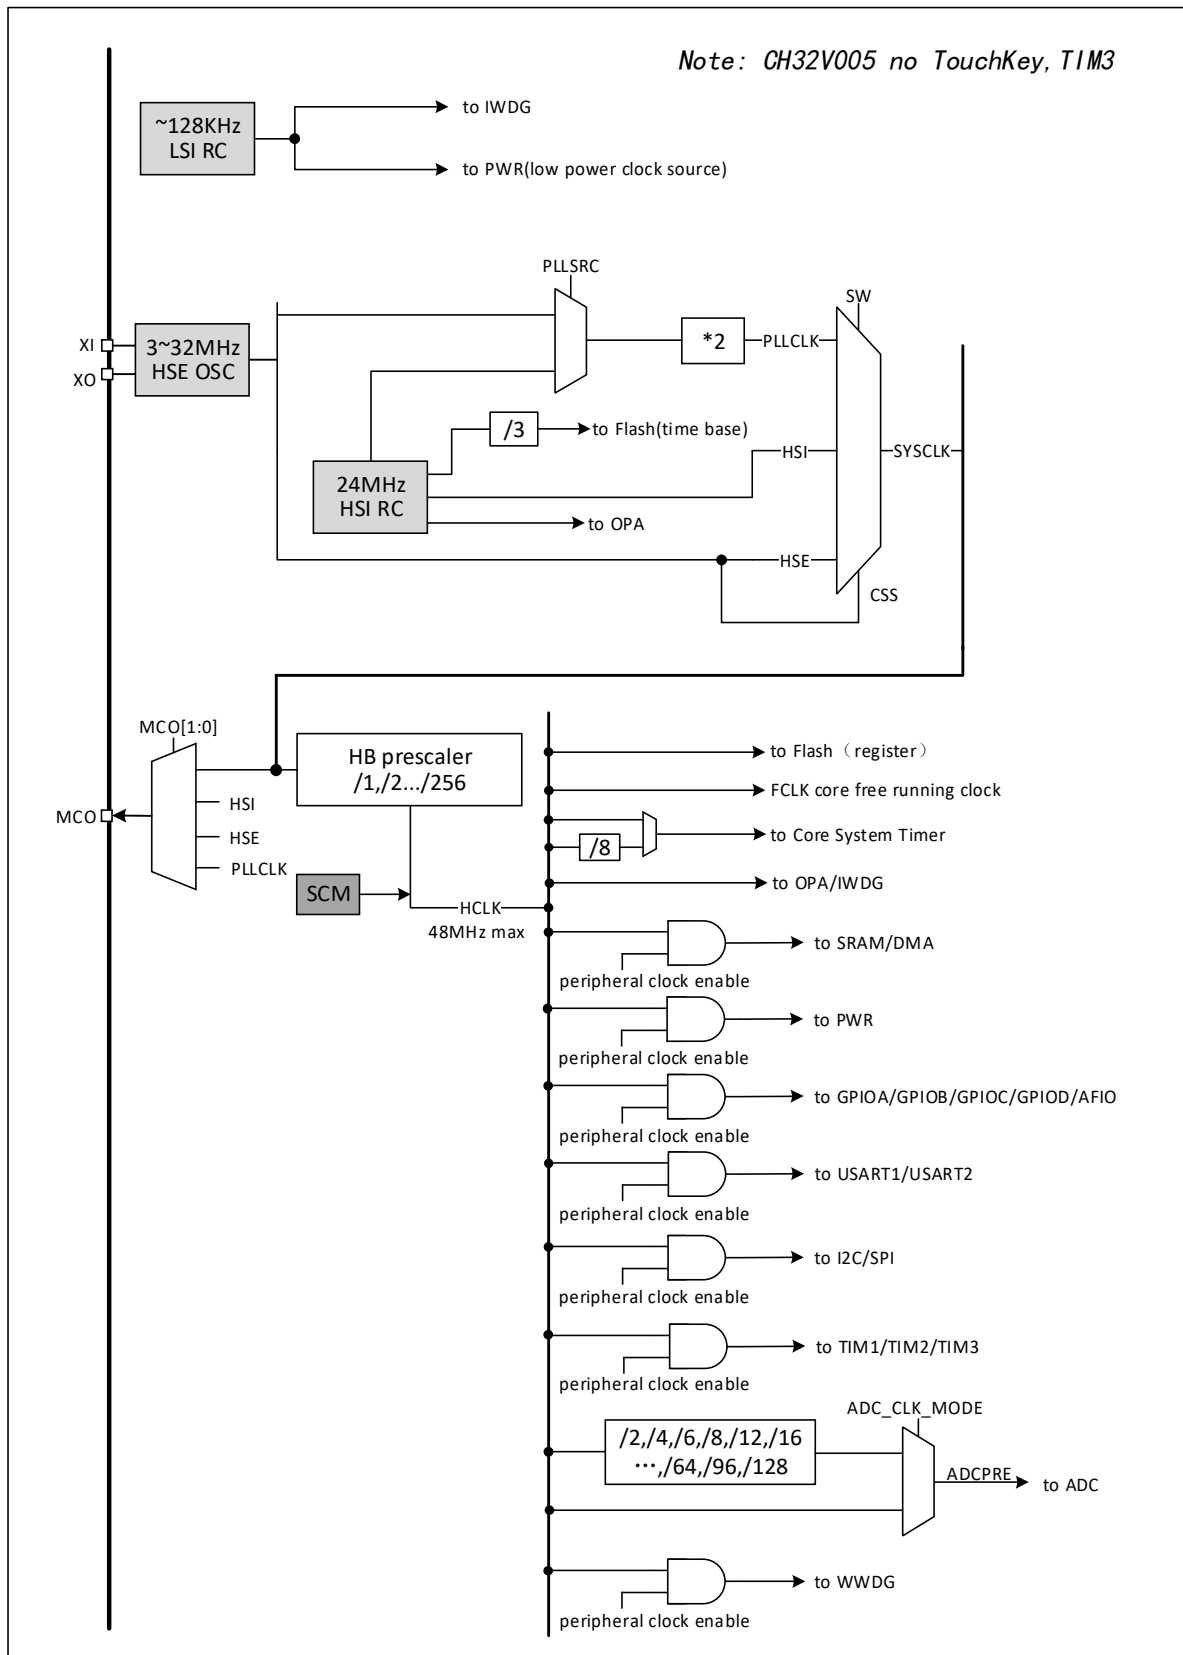 Note: CH32V005 no TouchKey, TIM3
~128KHz
LSI RC
to IWDG
to PWR(low power clock source)
PLLSRC
SW
XI
XO
3~32MHz
HSE OSC
*2
PLLCLK
/3
to Flash(time base)
HSI
SYSCLK
24MHz
HSI RC
to OPA
HSE
CSS
MCO[1:0]
HB prescaler
/1,/2.../256
to Flash（register）
FCLK core free running clock
HSI
MCO
HSE
/8
to Core System Timer
PLLCLK
SCM
to OPA/IWDG
HCLK
48MHz max
to SRAM/DMA
peripheral clock enable
to PWR
peripheral clock enable
to GPIOA/GPIOB/GPIOC/GPIOD/AFIO
peripheral clock enable
to USART1/USART2
peripheral clock enable
to I2C/SPI
peripheral clock enable
to TIM1/TIM2/TIM3
peripheral clock enable
ADC_CLK_MODE
/2,/4,/6,/8,/12,/16
···,/64,/96,/128
ADCPRE
to ADC
to WWDG
peripheral clock enable